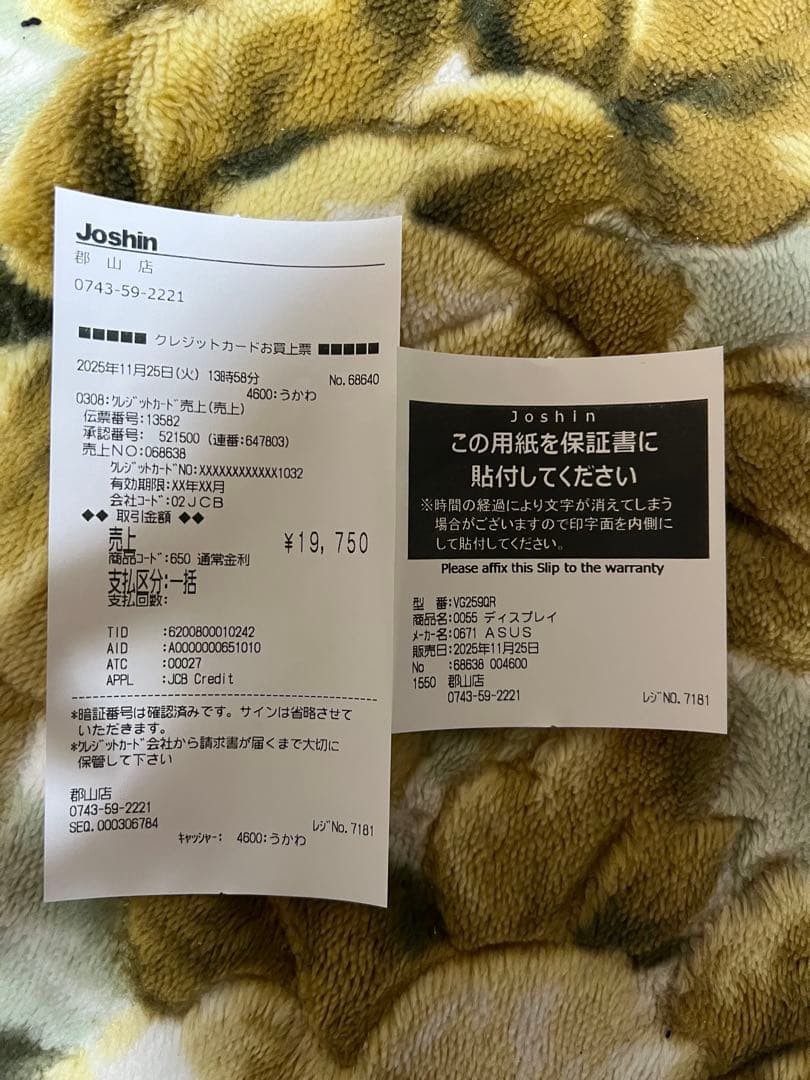 Joshin
郡山店
0743-59-2221
■■■■■ クレジットカードお買上票 ■■■■■
2025年11月25日(火) 13時58分 No.68640
4600:うかわ
0308:クレジットカード売上(売上)
伝票番号:13582
承認番号: 521500 (連番:647803)
売上NO:068638
クレジットカードNO:XXXXXXXXXXXX1032
有効期限:XX年XX月
会社コード:02JCB
◆◆ 取引金額 ◆◆
売上 ¥19,750
商品コード:650 通常金利
支払区分:一括
支払回数:
TID :6200800010242
AID :A0000000651010
ATC :00027
APPL :JCB Credit
*暗証番号は確認済みです。サインは省略させて
いただきます。
*クレジットカード会社から請求書が届くまで大切に
保管して下さい
郡山店
0743-59-2221
SEQ.000306784 レジNo.7181
キャッシャー: 4600:うかわ
Joshin
この用紙を保証書に
貼付してください
※時間の経過により文字が消えてしまう
場合がございますので印字面を内側に
して貼付してください。
Please affix this Slip to the warranty
型 番:VG259QR
商品名:0055 ディスプレイ
メーカー名:0671 ASUS
販売日:2025年11月25日
No :68638 004600
1550 郡山店
0743-59-2221 レジNO.7181